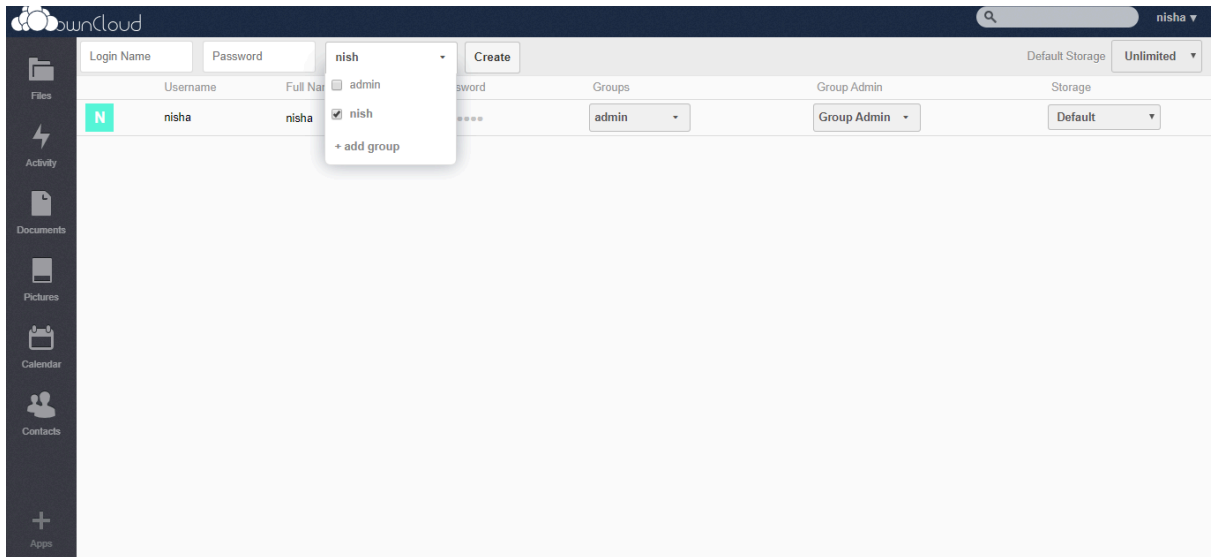 ownCloud nisha
Login Name Password nish Create Default Storage Unlimited
Files
Username Full Nar sword Groups Group Admin Storage
admin
N nisha nisha nish admin Group Admin Default
+ add group
Activity
Documents
Pictures
Calendar
Contacts
Apps